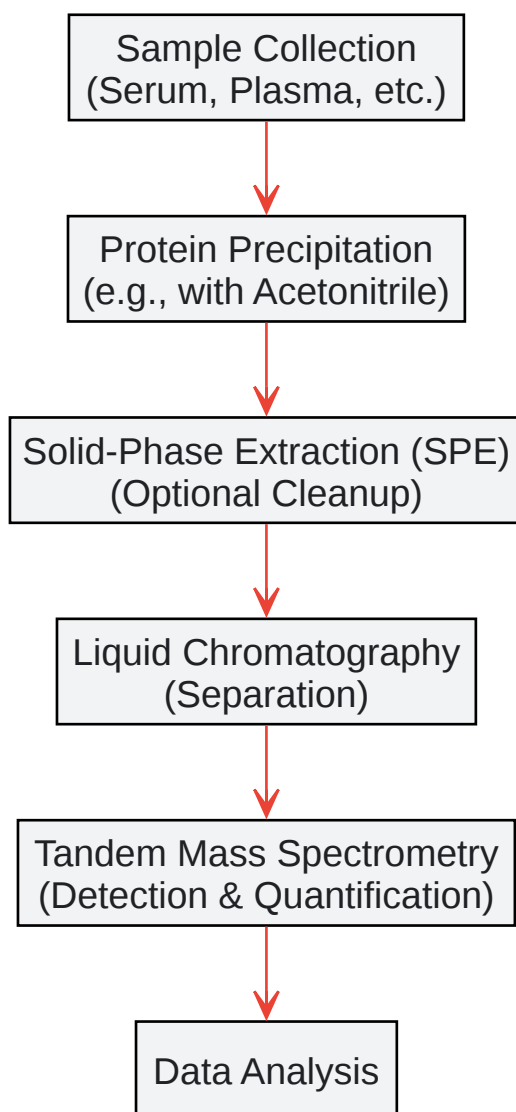 Sample Collection
(Serum, Plasma, etc.)
Protein Precipitation
(e.g., with Acetonitrile)
Solid-Phase Extraction (SPE)
(Optional Cleanup)
Liquid Chromatography
(Separation)
Tandem Mass Spectrometry
(Detection & Quantification)
Data Analysis